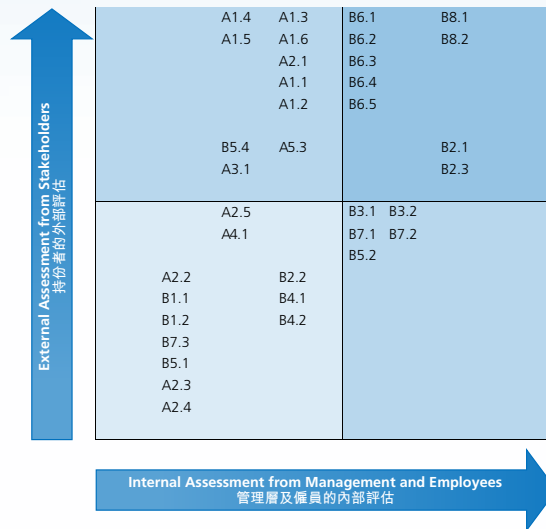 External Assessment from Stakeholders
持份者的外部評估
A1.4 A1.3 B6.1 B8.1
A1.5 A1.6 B6.2 B8.2
A2.1 B6.3
A1.1 B6.4
A1.2 B6.5
B5.4 A5.3 B2.1
A3.1 B2.3
A2.5 B3.1 B3.2
A4.1 B7.1 B7.2
B5.2
A2.2 B2.2
B1.1 B4.1
B1.2 B4.2
B7.3
B5.1
A2.3
A2.4
Internal Assessment from Management and Employees
管理層及僱員的內部評估